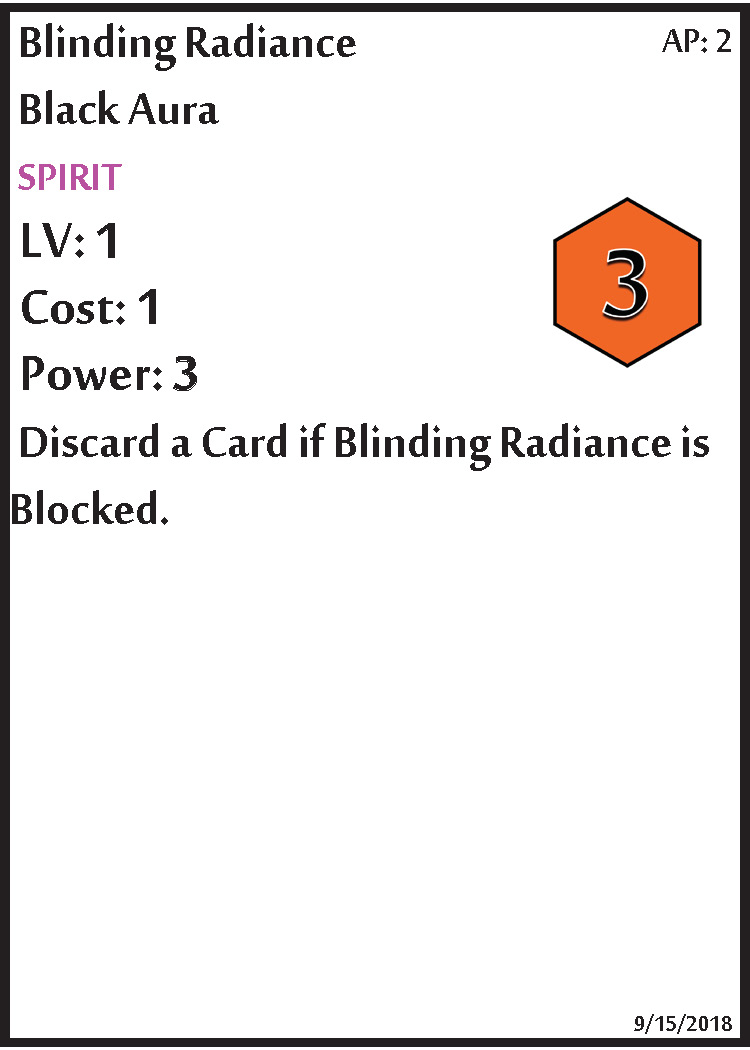 Blinding Radiance
AP: 2
Black Aura
SPIRIT
LV: 1
Cost: 1
3
Power: 3
Discard a Card if Blinding Radiance is
Blocked.
9/15/2018